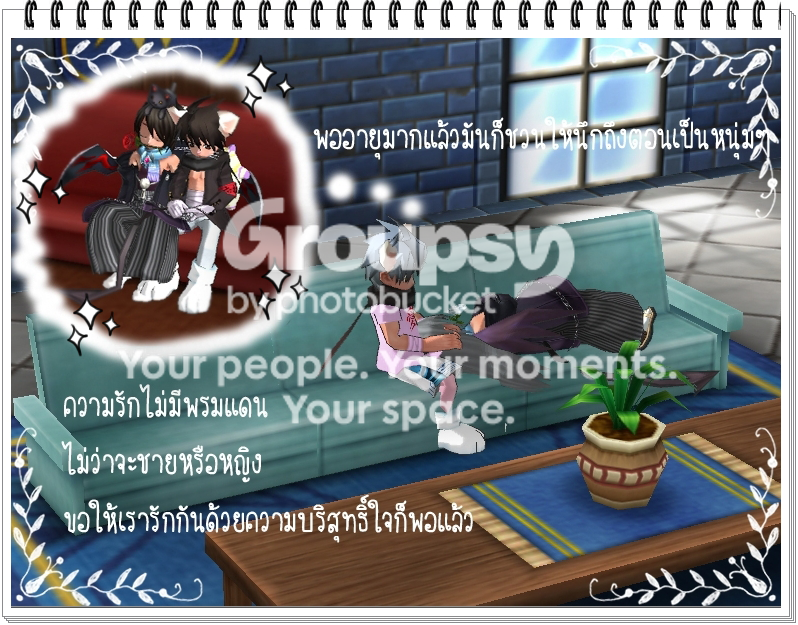 พออายุมากแล้วมันก็ชวนให้นึกถึงตอนเป็นหนุ่มๆ
Groupsy
by photobucket
Your people. Your moments.
Your space.
ความรักไม่มีพรมแดน
ไม่ว่าจะชายหรือหญิง
ขอให้เรารักกันด้วยความบริสุทธิ์ใจก็พอแล้ว